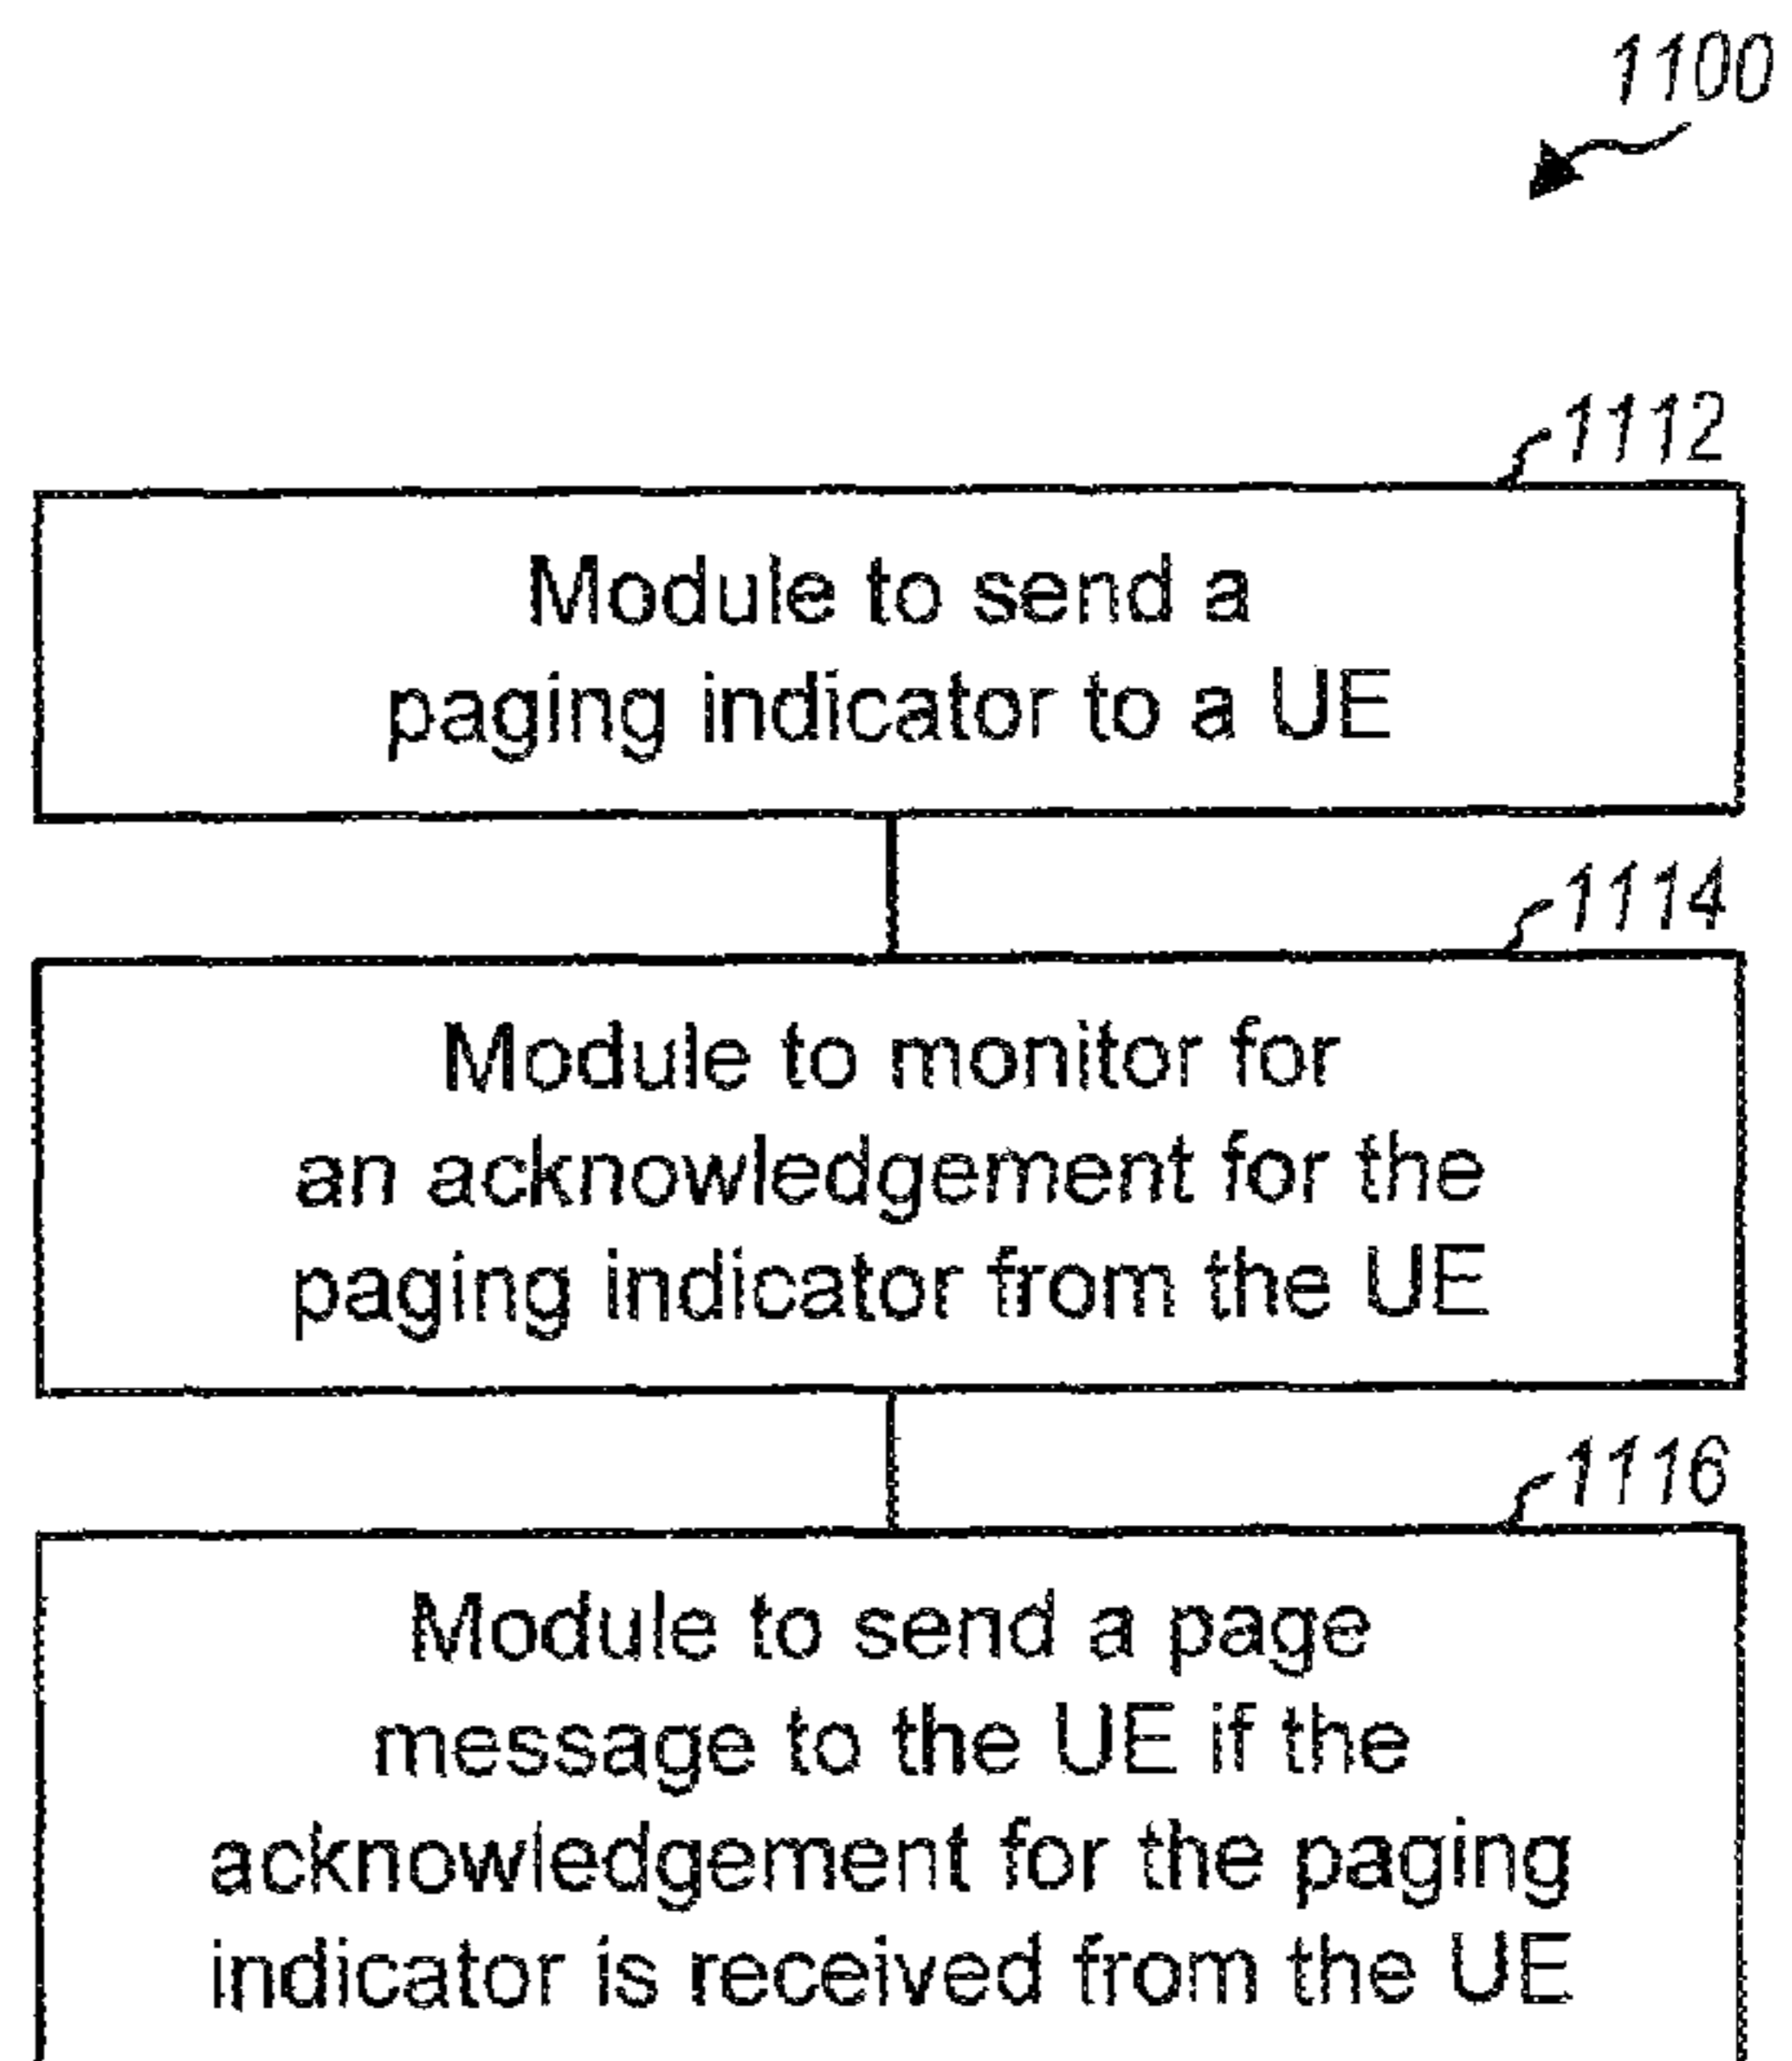 1100
1112
Module to send a
paging indicator to a UE
1114
Module to monitor for
an acknowledgement for the
paging indicator from the UE
1116
Module to send a page
message to the UE if the
acknowledgement for the paging
indicator is received from the UE